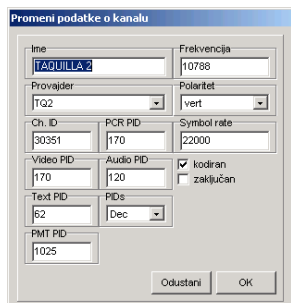 Promeni podatke o kanalu
Ime
Frekvencija
TAQUILLA 2
10788
Provajder
Polaritet
TQ2
vert
Ch. ID
PCR PID
Symbol rate
30351
170
22000
Video PID
Audio PID
kodiran
170
120
zaključan
Text PID
PIDs
62
Dec
PMT PID
1025
Odustani
OK